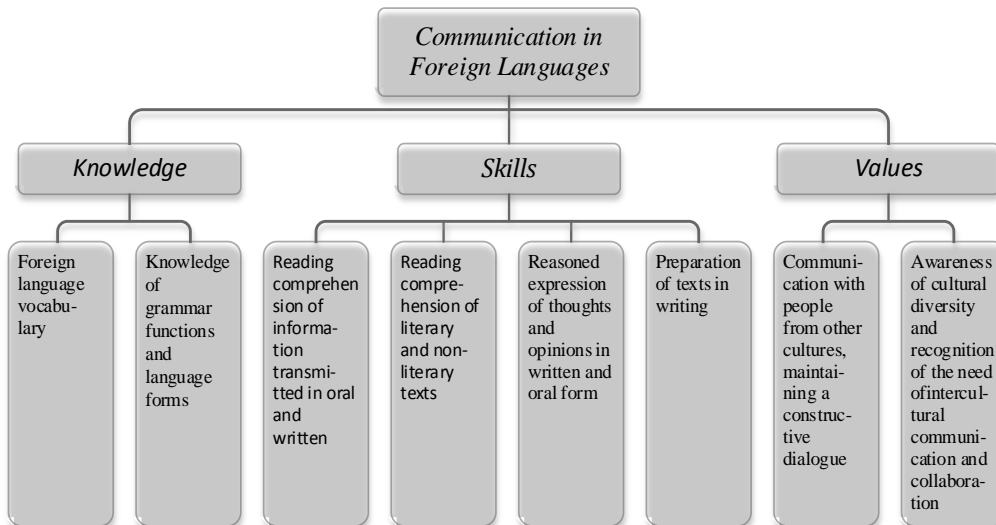 Communication in
Foreign Languages
Knowledge
Skills
Values
Foreign
language
vocabu-
lary
Knowledge
of
grammar
functions
and
language
forms
Reading
comprehen
sion of
informa-
tion
transmi-
tted in oral
and
written
Reading
compre-
hension of
literary
and non-
literary
texts
Reasoned
expression
of thoughts
and
opinions in
written and
oral form
Preparation
of texts in
writing
Communi-
cation with
people
from other
cultures,
maintai-
ning a
construc-
tive
dialogue
Awareness
of cultural
diversity
and
recognition
of the need
ofintercul
tural
communi-
cation and
collabora-
tion